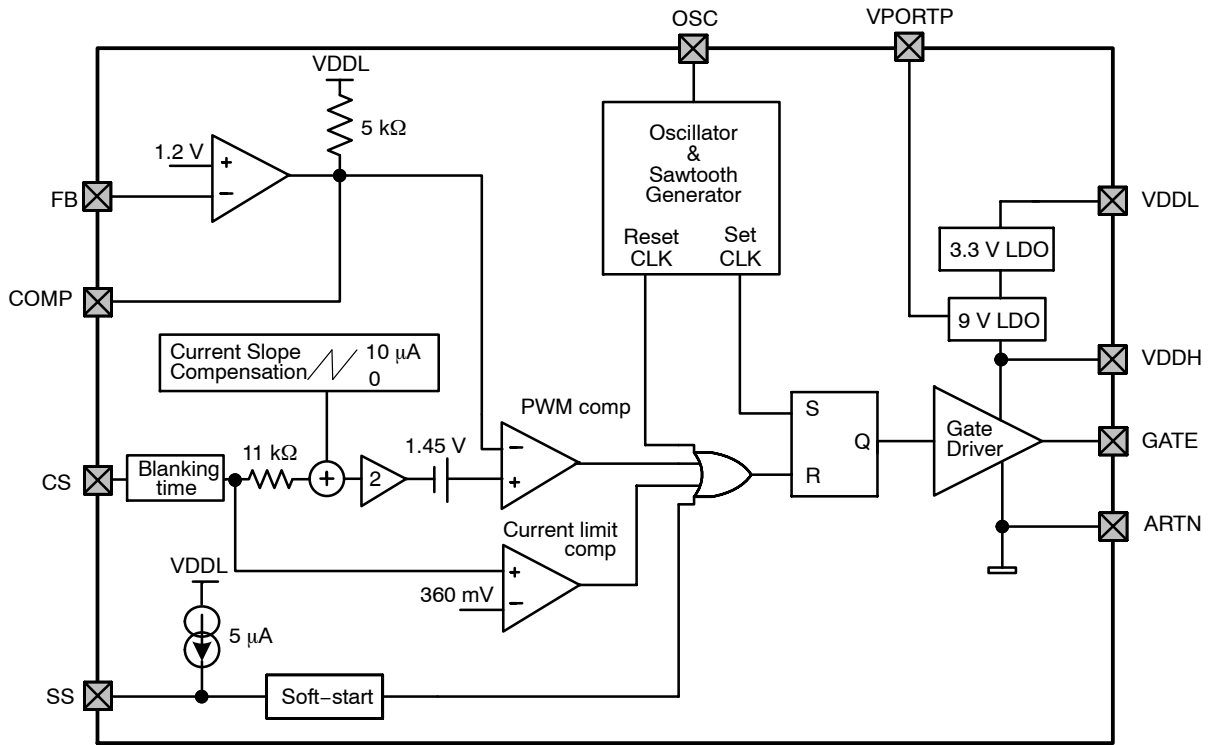 OSC
VPORTP
VDDL
5 kΩ
1.2 V
+
−
FB
COMP
Oscillator
&
Sawtooth
Generator
Reset
CLK
Set
CLK
VDDL
3.3 V LDO
9 V LDO
VDDH
Current Slope
Compensation
10 μA
0
PWM comp
1.45 V
11 kΩ
CS
Blanking
time
+
2
−
+
S
Q
R
Gate
Driver
GATE
ARTN
Current limit
comp
+
−
360 mV
VDDL
5 μA
SS
Soft−start